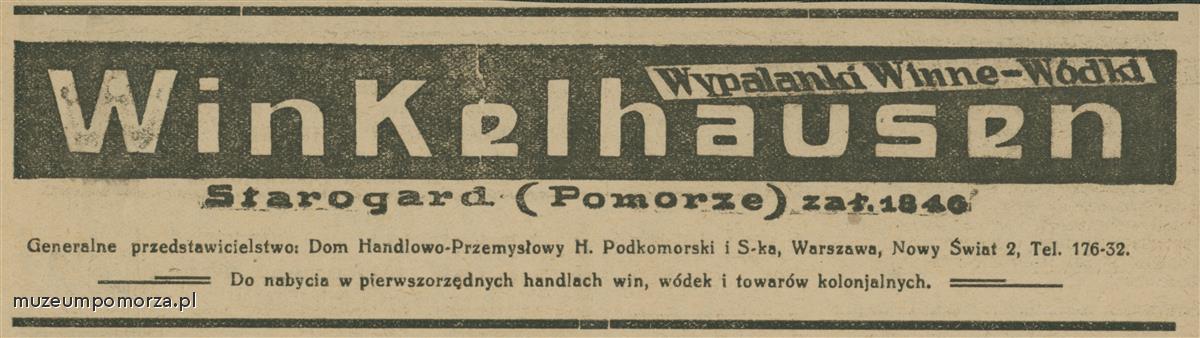 Wypalanki Winne-Wódki
Winkelhausen
Starogard (Pomorze) zał. 1846
Generalne przedstawicielstwo: Dom Handlowo-Przemysłowy H. Podkomorski i S-ka, Warszawa, Nowy Świat 2, Tel. 176-32.
Do nabycia w pierwszorzędnych handlach win, wódek i towarów kolonjalnych.
muzeumpomorza.pl